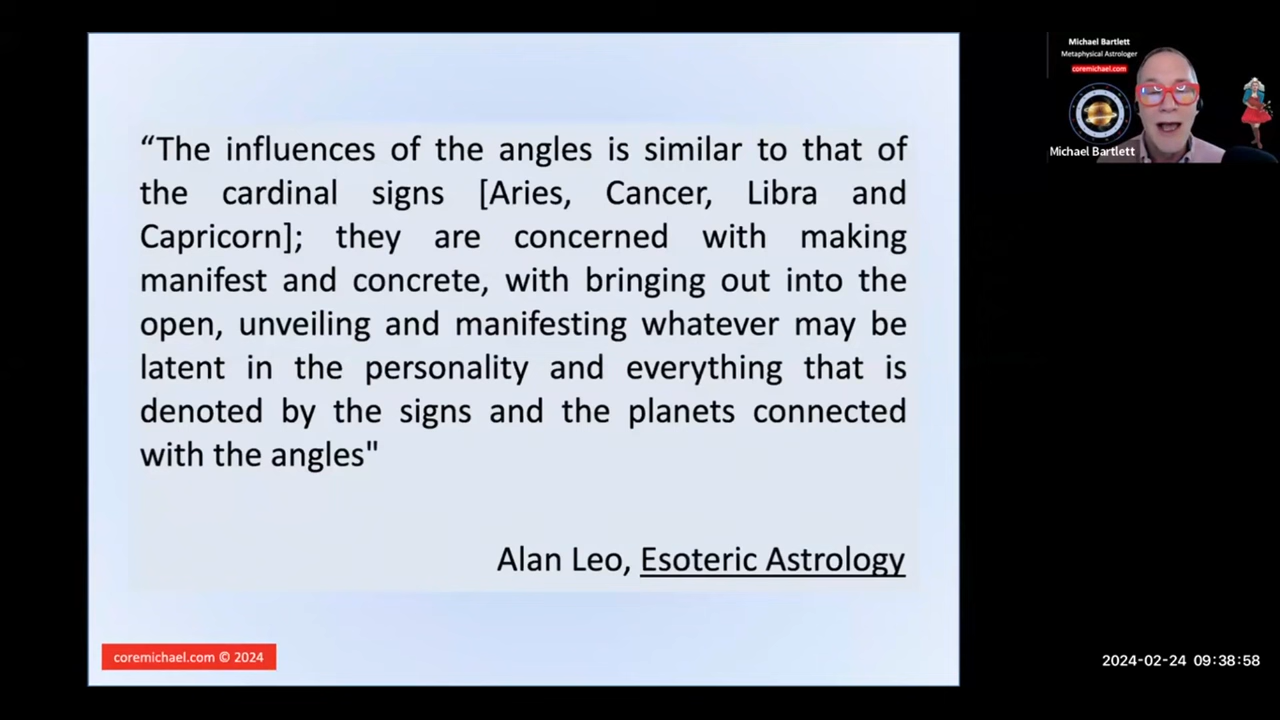 “The influences of the angles is similar to that of
the cardinal signs [Aries, Cancer, Libra and
Capricorn]; they are concerned with making
manifest and concrete, with bringing out into the
open, unveiling and manifesting whatever may be
latent in the personality and everything that is
denoted by the signs and the planets connected
with the angles"
Alan Leo, Esoteric Astrology
coremichael.com © 2024
Michael Bartlett
Metaphysical Astrologer
coremichael.com
Michael Bartlett
2024-02-24 09:38:58